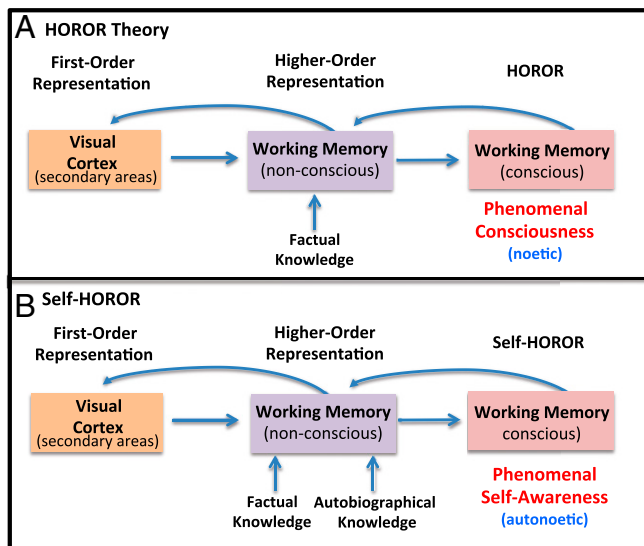 A HOROR Theory
First-Order
Representation
Higher-Order
Representation
HOROR
Visual
Cortex
(secondary areas)
Working Memory
(non-conscious)
Working Memory
(conscious)
Factual
Knowledge
Phenomenal
Consciousness
(noetic)
B Self-HOROR
First-Order
Representation
Higher-Order
Representation
Self-HOROR
Visual
Cortex
(secondary areas)
Working Memory
(non-conscious)
Working Memory
conscious)
Factual
Knowledge
Autobiographical
Knowledge
Phenomenal
Self-Awareness
(autonoetic)